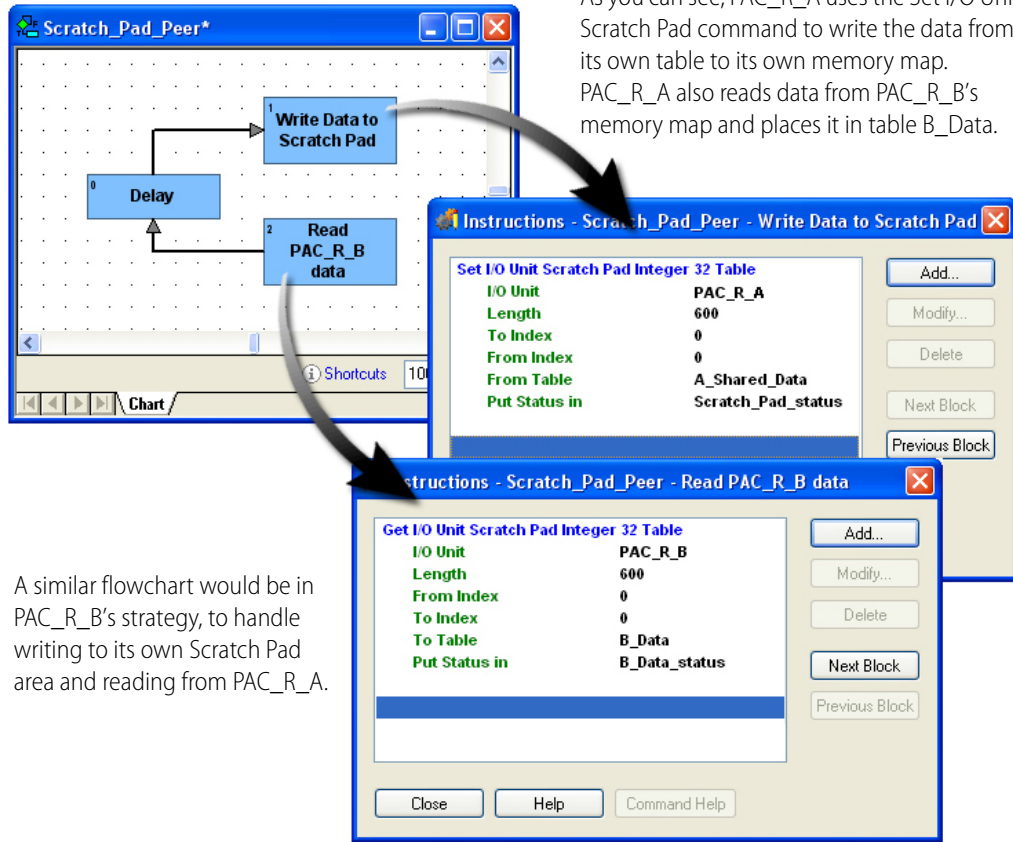 As you can see, PAC_R_A uses the Set I/O Unit
Scratch Pad command to write the data from
its own table to its own memory map.
PAC_R_A also reads data from PAC_R_B's
memory map and places it in table B_Data.
Scratch_Pad_Peer*
1
Write Data to
Scratch Pad
0
Delay
2
Read
PAC_R_B
data
Shortcuts
Chart
Instructions - Scratch_Pad_Peer - Write Data to Scratch Pad
Set I/O Unit Scratch Pad Integer 32 Table
I/O Unit PAC_R_A
Length 600
To Index 0
From Index 0
From Table A_Shared_Data
Put Status in Scratch_Pad_status
Add...
Modify...
Delete
Next Block
Previous Block
structions - Scratch_Pad_Peer - Read PAC_R_B data
Get I/O Unit Scratch Pad Integer 32 Table
I/O Unit PAC_R_B
Length 600
From Index 0
To Index 0
To Table B_Data
Put Status in B_Data_status
Add...
Modify...
Delete
Next Block
Previous Block
Close Help Command Help
A similar flowchart would be in
PAC_R_B's strategy, to handle
writing to its own Scratch Pad
area and reading from PAC_R_A.